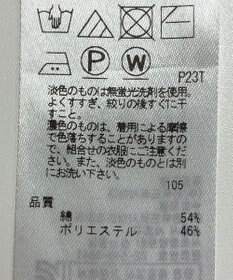 P
W
P23T
淡色のものは無蛍光洗剤を使用。
よくすすぎ、絞りの後すぐに干
すこと。
濃色のものは、着用による摩擦
で色落ちすることがありますの
で、組合せの衣服にご注意くださ
い。また、淡色のものとは別
にお洗い下さい。
105
品質
綿 54%
ポリエステル 46%